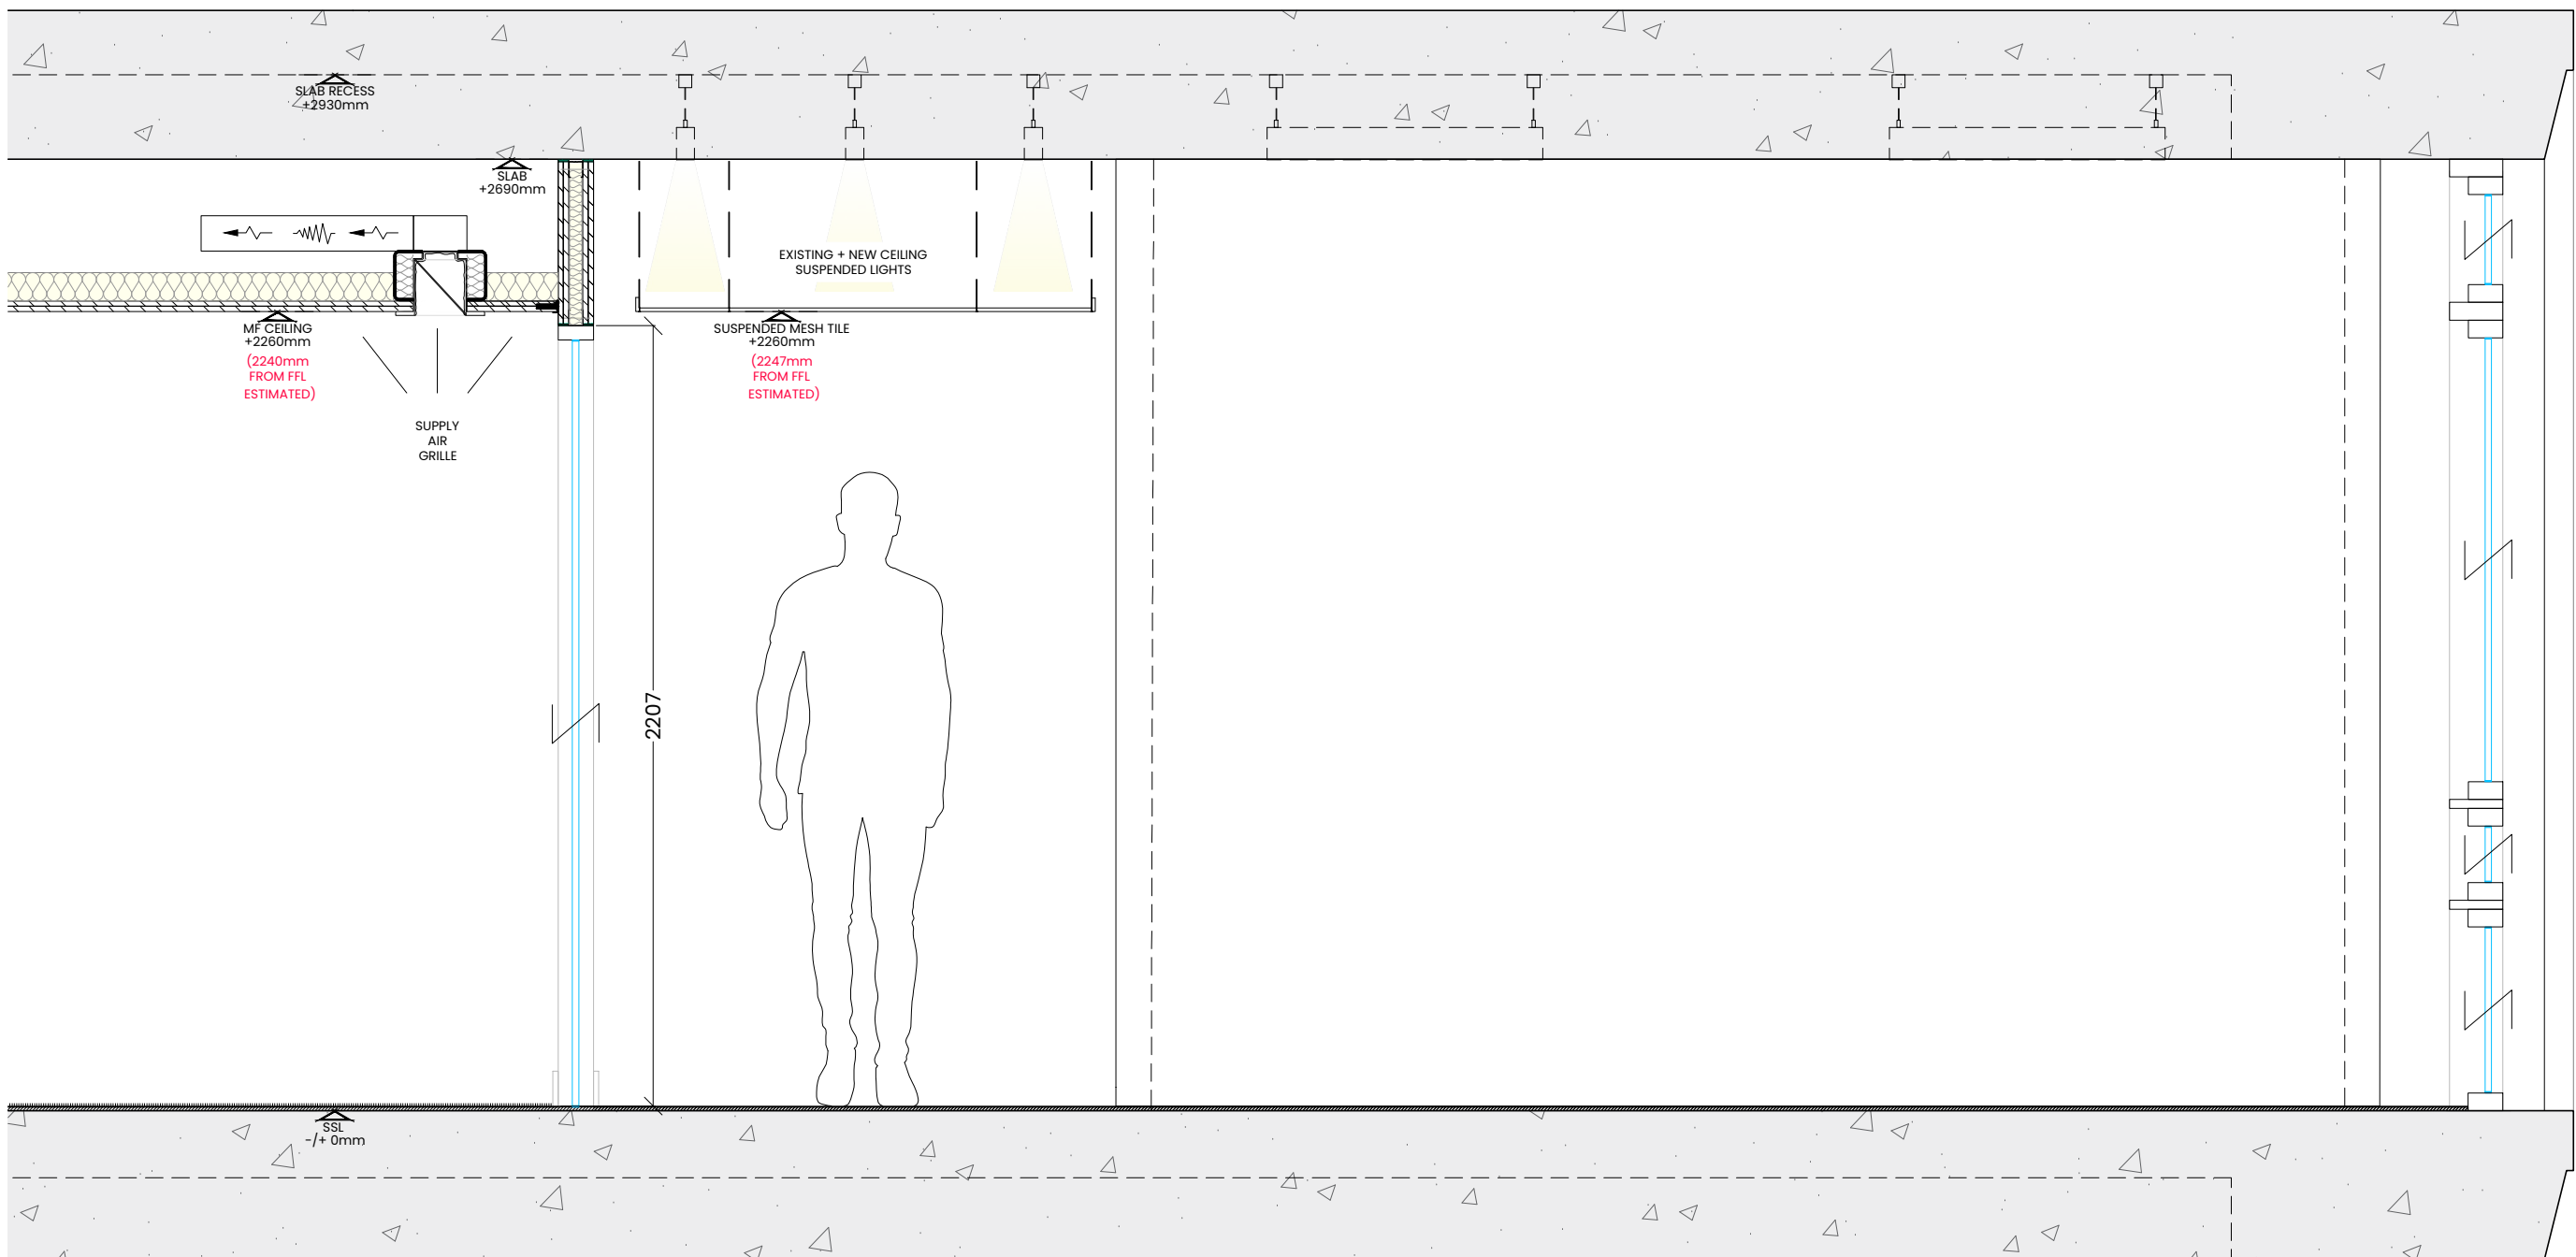 SLAB RECESS
+2930mm
SLAB
+2690mm
EXISTING + NEW CEILING
SUSPENDED LIGHTS
MF CEILING
+2260mm
(2240mm
FROM FFL
ESTIMATED)
SUSPENDED MESH TILE
+2260mm
(2247mm
FROM FFL
ESTIMATED)
SUPPLY
AIR
GRILLE
2207
SSL
-/+ 0mm